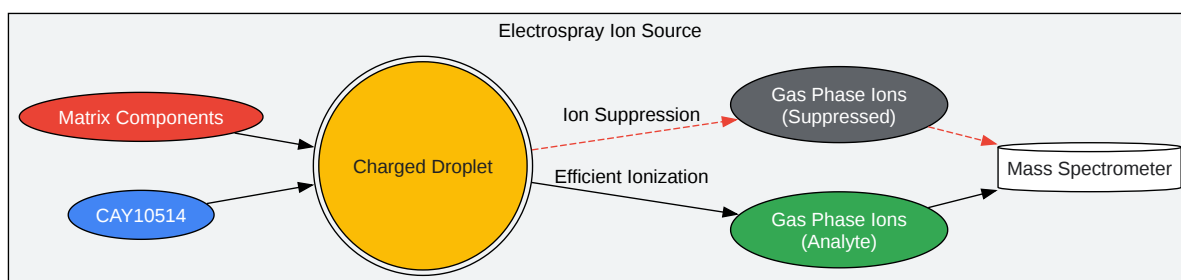 Electrospray Ion Source
Matrix Components
CAY10514
Charged Droplet
Ion Suppression
Efficient Ionization
Gas Phase Ions
(Suppressed)
Gas Phase Ions
(Analyte)
Mass Spectrometer